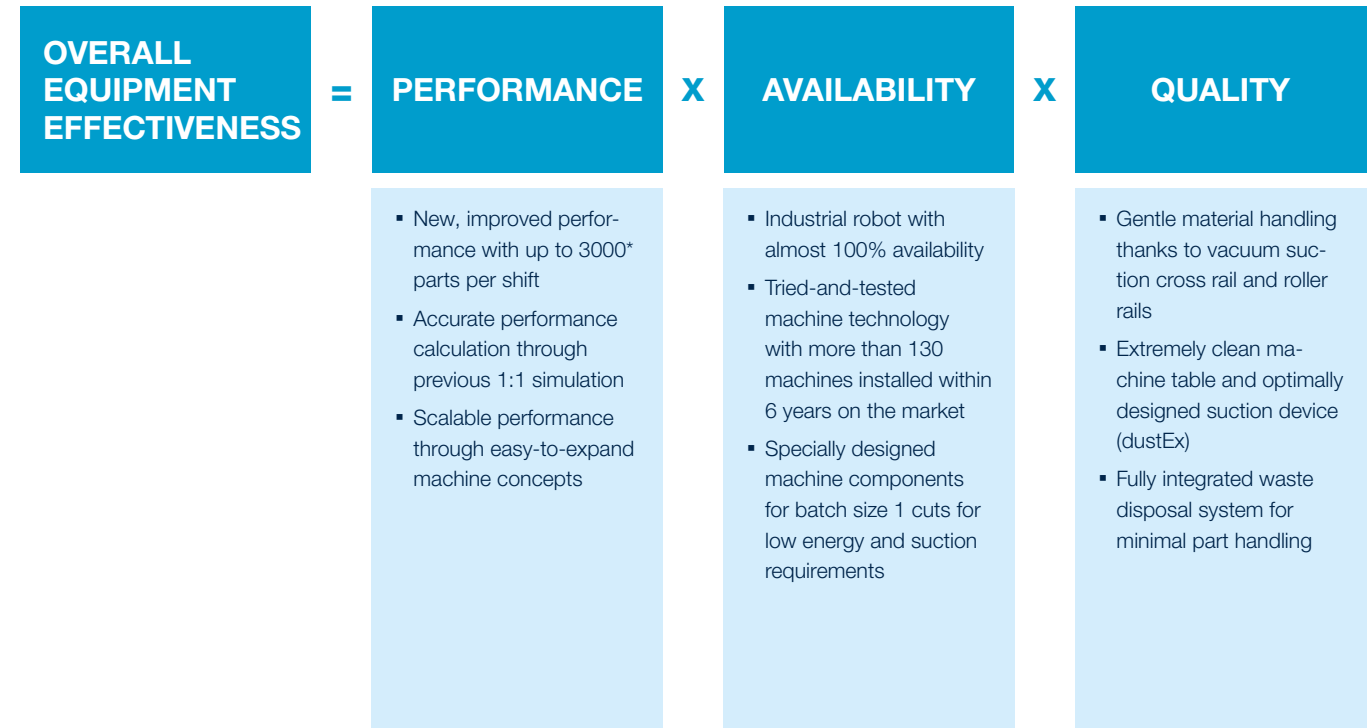 OVERALL
EQUIPMENT
EFFECTIVENESS
=
PERFORMANCE
X
AVAILABILITY
X
QUALITY
▪ New, improved perfor-
mance with up to 3000*
parts per shift
▪ Accurate performance
calculation through
previous 1:1 simulation
▪ Scalable performance
through easy-to-expand
machine concepts
▪ Industrial robot with
almost 100% availability
▪ Tried-and-tested
machine technology
with more than 130
machines installed within
6 years on the market
▪ Specially designed
machine components
for batch size 1 cuts for
low energy and suction
requirements
▪ Gentle material handling
thanks to vacuum suc-
tion cross rail and roller
rails
▪ Extremely clean ma-
chine table and optimally
designed suction device
(dustEx)
▪ Fully integrated waste
disposal system for
minimal part handling